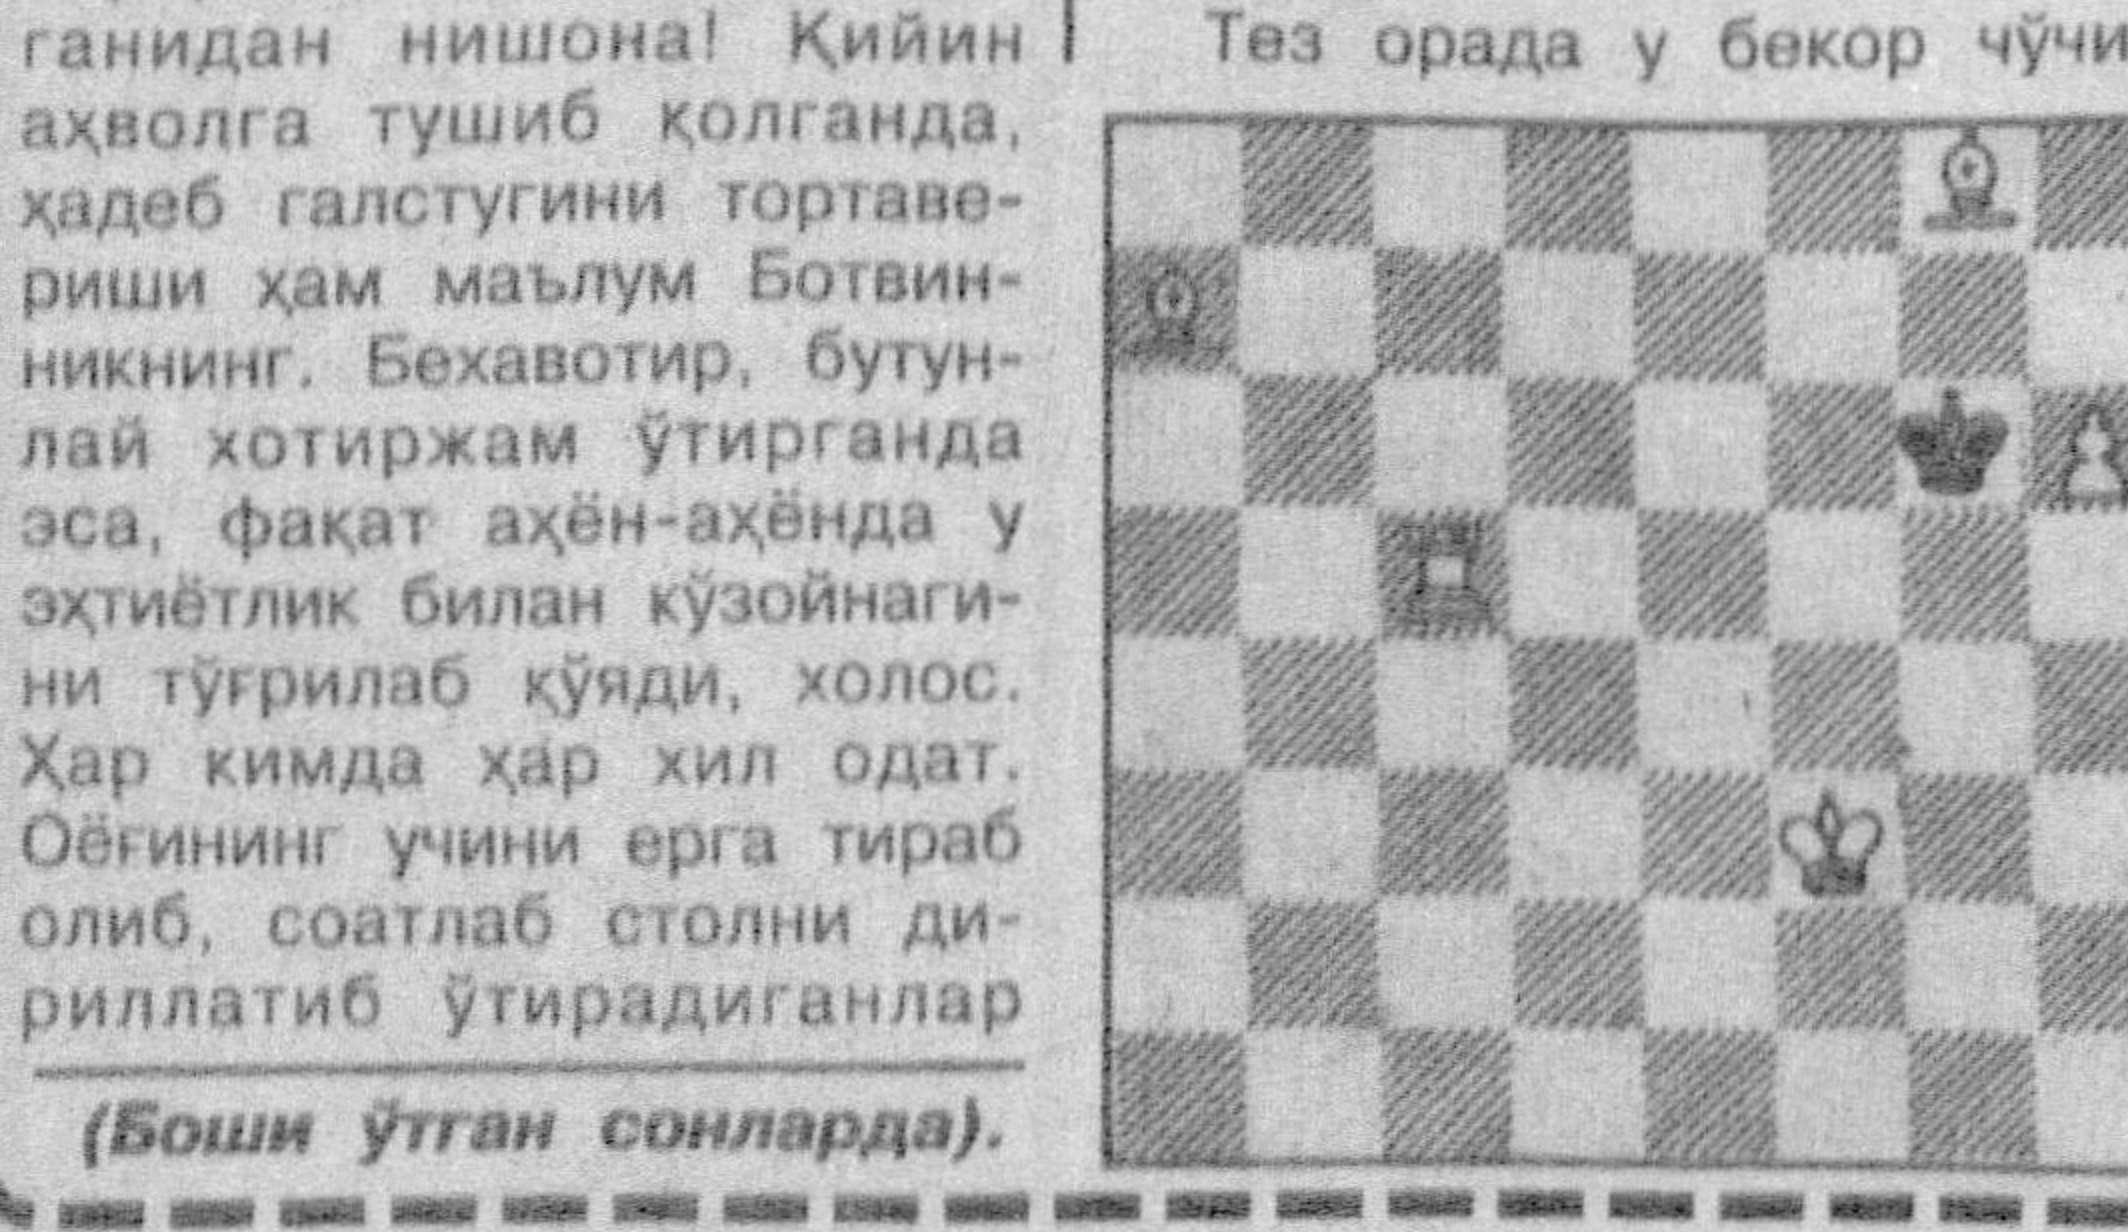 ганидан нишона! Қийин
аҳволга тушиб қолганда,
ҳадеб галстугини тортаве-
риши ҳам маълум Ботвин-
никнинг. Бехавотир, бутун-
лай хотиржам ўтирганда
эса, фақат аҳён-аҳёнда у
эҳтиётлик билан кўзойнаги-
ни тўғрилаб қўяди, холос.
Ҳар кимда ҳар хил одат.
Оёғининг учини ерга тираб
олиб, соатлаб столни ди-
риллатиб ўтирадиганлар
(Боши ўтган сонларда).
Тез орада у бекор чўчи